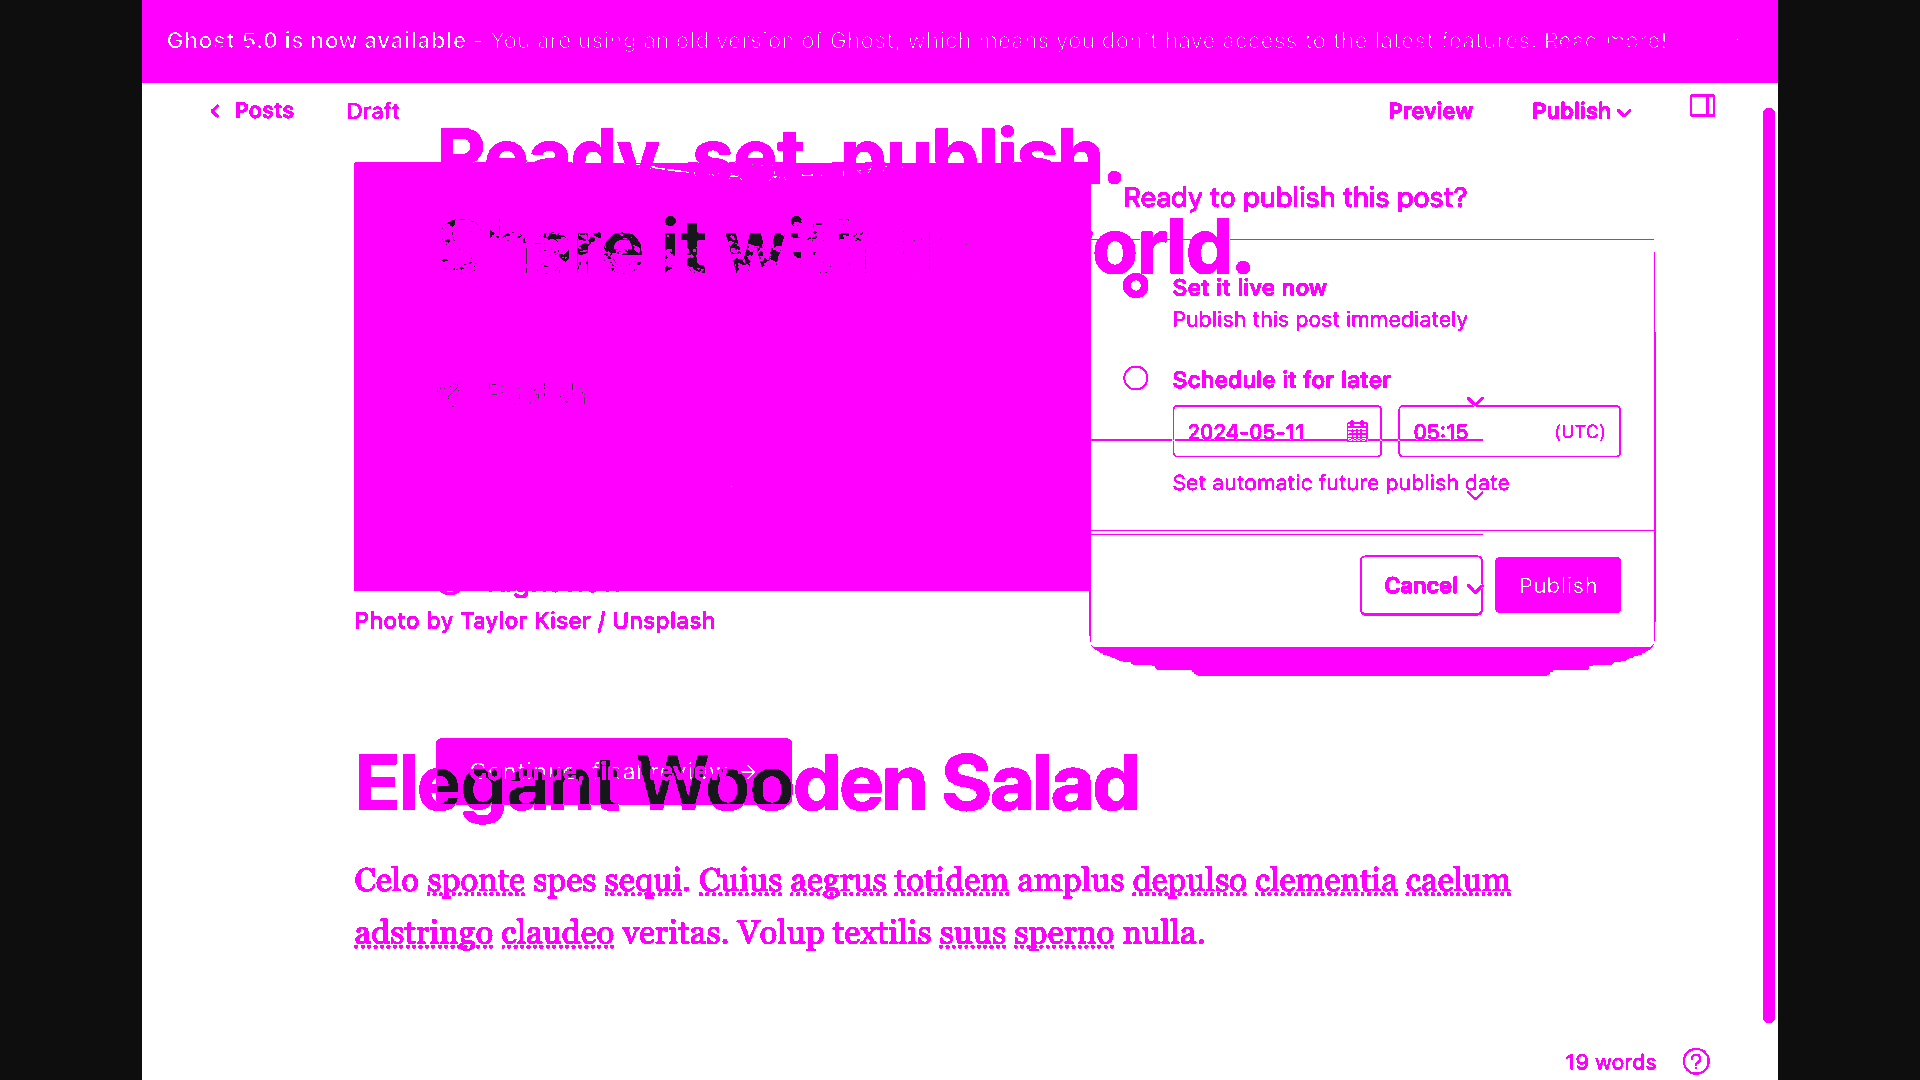 Ghost 5.0 is now available - You are using an old version of Ghost, which means you don't have access to the latest features. Read more!
Posts
Draft
Preview
Publish
Ready, set, publish.
Share it with world.
Ready to publish this post?
Set it live now
Publish this post immediately
Publish
Schedule it for later
2024-05-11
05:15
(UTC)
Set automatic future publish date
Cancel
Publish
Photo by Taylor Kiser / Unsplash
Continue, final review →
Elegant Wooden Salad
Celo sponte spes sequi. Cuius aegrus totidem amplus depulso clementia caelum
adstringo claudeo veritas. Volup textilis suus sperno nulla.
19 words
?